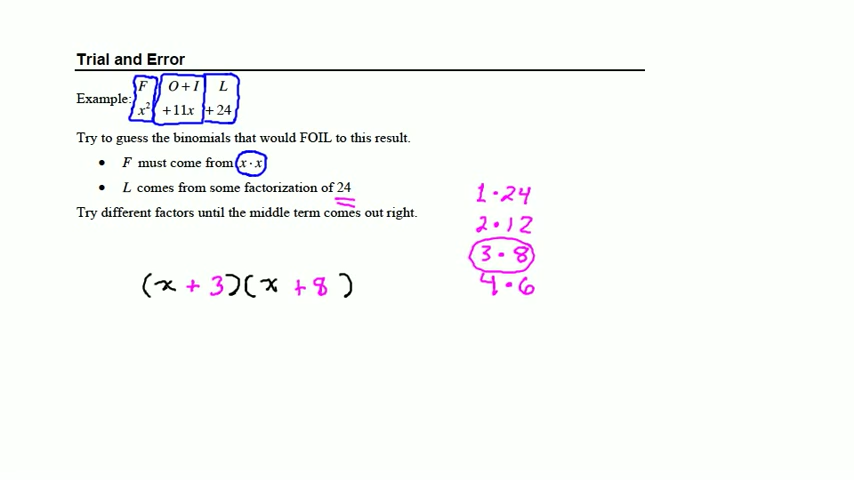 Trial and Error
F O + I L
Example: x² +11x +24
Try to guess the binomials that would FOIL to this result.
• F must come from x · x
• L comes from some factorization of 24
Try different factors until the middle term comes out right.
1 · 24
2 · 12
3 · 8
4 · 6
(x + 3)(x + 8)